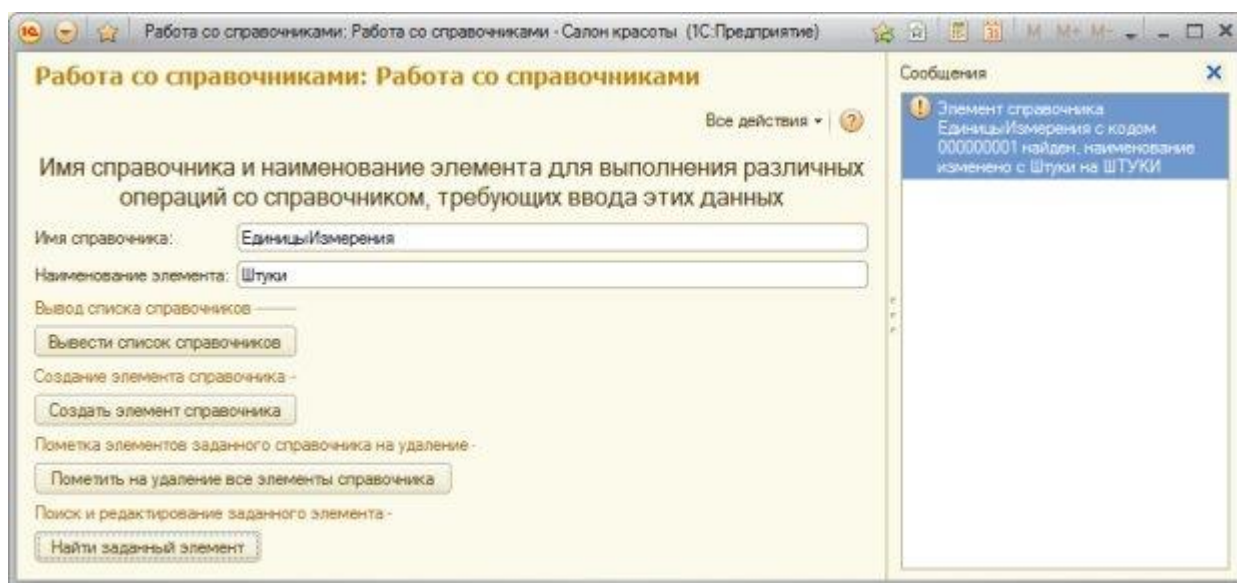 Работа со справочниками: Работа со справочниками - Салон красоты (1С:Предприятие)
M M+ M-
Работа со справочниками: Работа со справочниками
Все действия
Имя справочника и наименование элемента для выполнения различных
операций со справочником, требующих ввода этих данных
Имя справочника: ЕдиницыИзмерения
Наименование элемента: Штуки
Вывод списка справочников
Вывести список справочников
Создание элемента справочника
Создать элемент справочника
Пометка элементов заданного справочника на удаление
Пометить на удаление все элементы справочника
Поиск и редактирование заданного элемента
Найти заданный элемент
Сообщения
Элемент справочника
ЕдиницыИзмерения с кодом
000000001 найден, наименование
изменено с Штуки на ШТУКИ